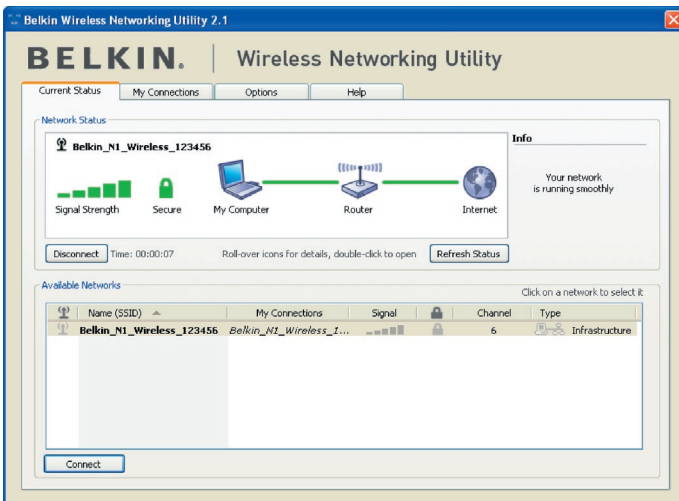 Belkin Wireless Networking Utility 2.1
BELKIN. | Wireless Networking Utility
Current Status My Connections Options Help
Network Status
Belkin_N1_Wireless_123456
Signal Strength Secure My Computer Router Internet
Info
Your network
is running smoothly
Disconnect Time: 00:00:07 Roll-over icons for details, double-click to open Refresh Status
Available Networks
Click on a network to select it
Name (SSID) My Connections Signal Channel Type
Belkin_N1_Wireless_123456 Belkin_N1_Wireless_1... 6 Infrastructure
Connect